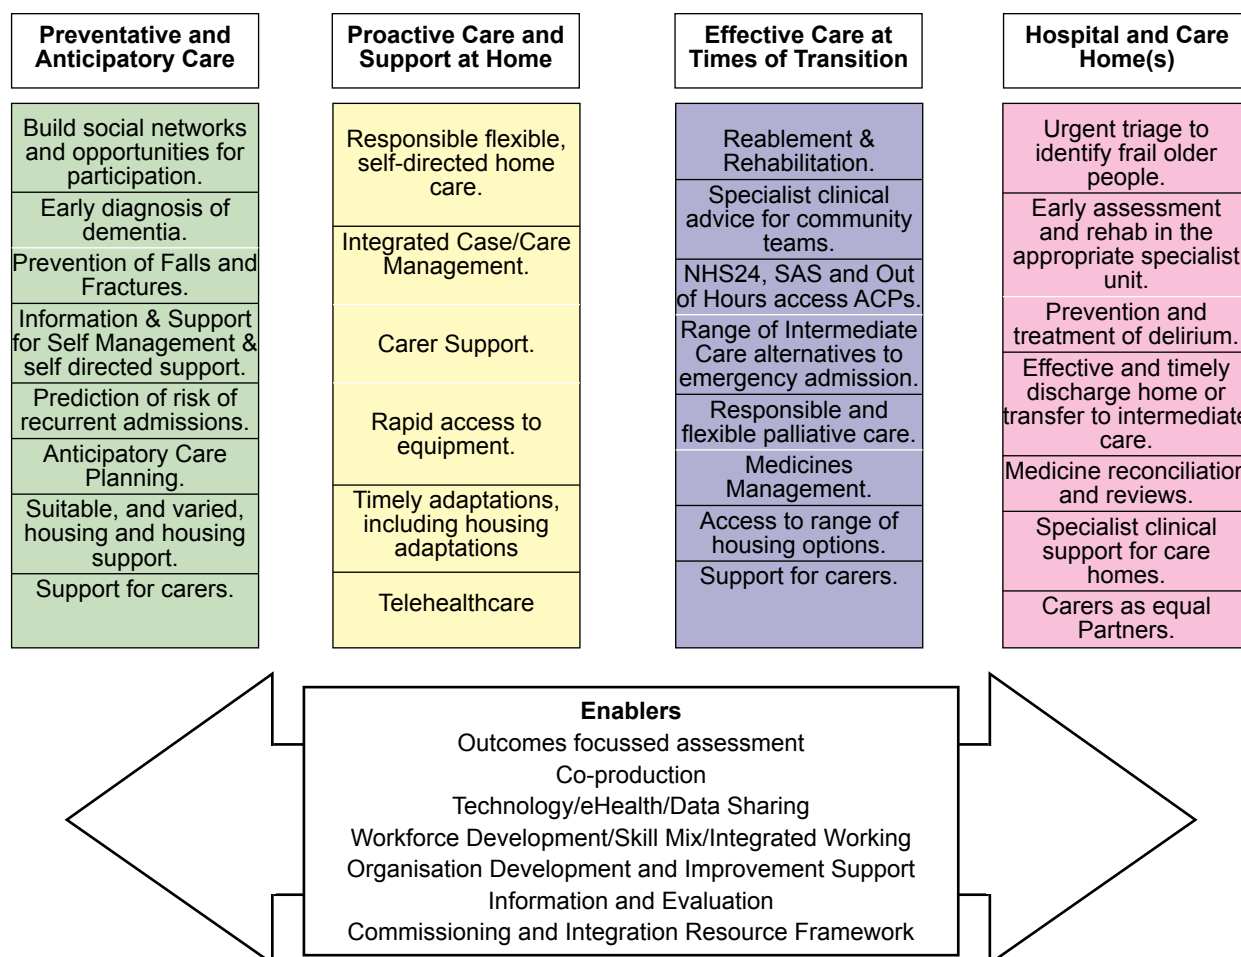 Preventative and
Anticipatory Care
Build social networks
and opportunities for
participation.
Early diagnosis of
dementia.
Prevention of Falls and
Fractures.
Information & Support
for Self Management &
self directed support.
Prediction of risk of
recurrent admissions.
Anticipatory Care
Planning.
Suitable, and varied,
housing and housing
support.
Support for carers.
Proactive Care and
Support at Home
Responsible flexible,
self-directed home
care.
Integrated Case/Care
Management.
Carer Support.
Rapid access to
equipment.
Timely adaptations,
including housing
adaptations
Telehealthcare
Effective Care at
Times of Transition
Reablement &
Rehabilitation.
Specialist clinical
advice for community
teams.
NHS24, SAS and Out
of Hours access ACPs.
Range of Intermediate
Care alternatives to
emergency admission.
Responsible and
flexible palliative care.
Medicines
Management.
Access to range of
housing options.
Support for carers.
Hospital and Care
Home(s)
Urgent triage to
identify frail older
people.
Early assessment
and rehab in the
appropriate specialist
unit.
Prevention and
treatment of delirium.
Effective and timely
discharge home or
transfer to intermediate
care.
Medicine reconciliation
and reviews.
Specialist clinical
support for care
homes.
Carers as equal
Partners.
Enablers
Outcomes focussed assessment
Co-production
Technology/eHealth/Data Sharing
Workforce Development/Skill Mix/Integrated Working
Organisation Development and Improvement Support
Information and Evaluation
Commissioning and Integration Resource Framework